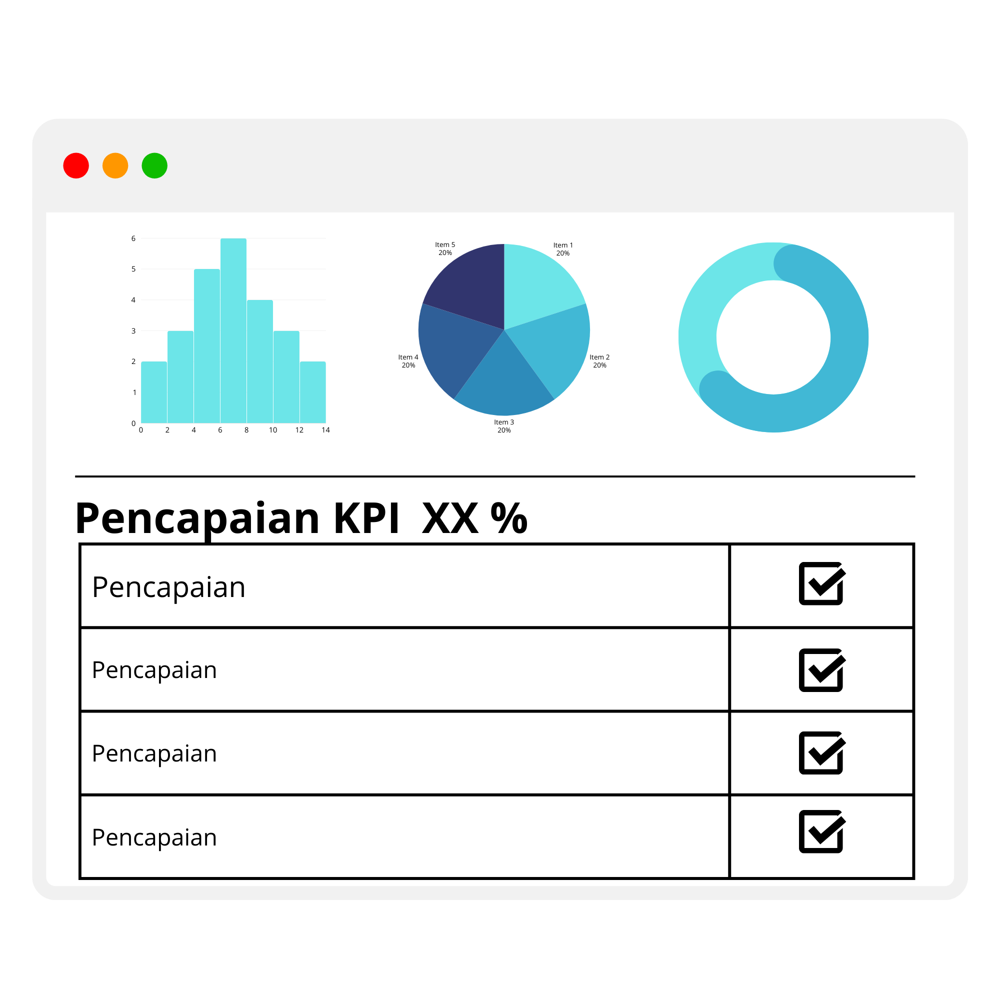 6
5
4
3
2
1
0
0 2 4 6 8 10 12 14
Item 5
20%
Item 1
20%
Item 4
20%
Item 2
20%
Item 3
20%
Pencapaian KPI  XX %
Pencapaian
Pencapaian
Pencapaian
Pencapaian